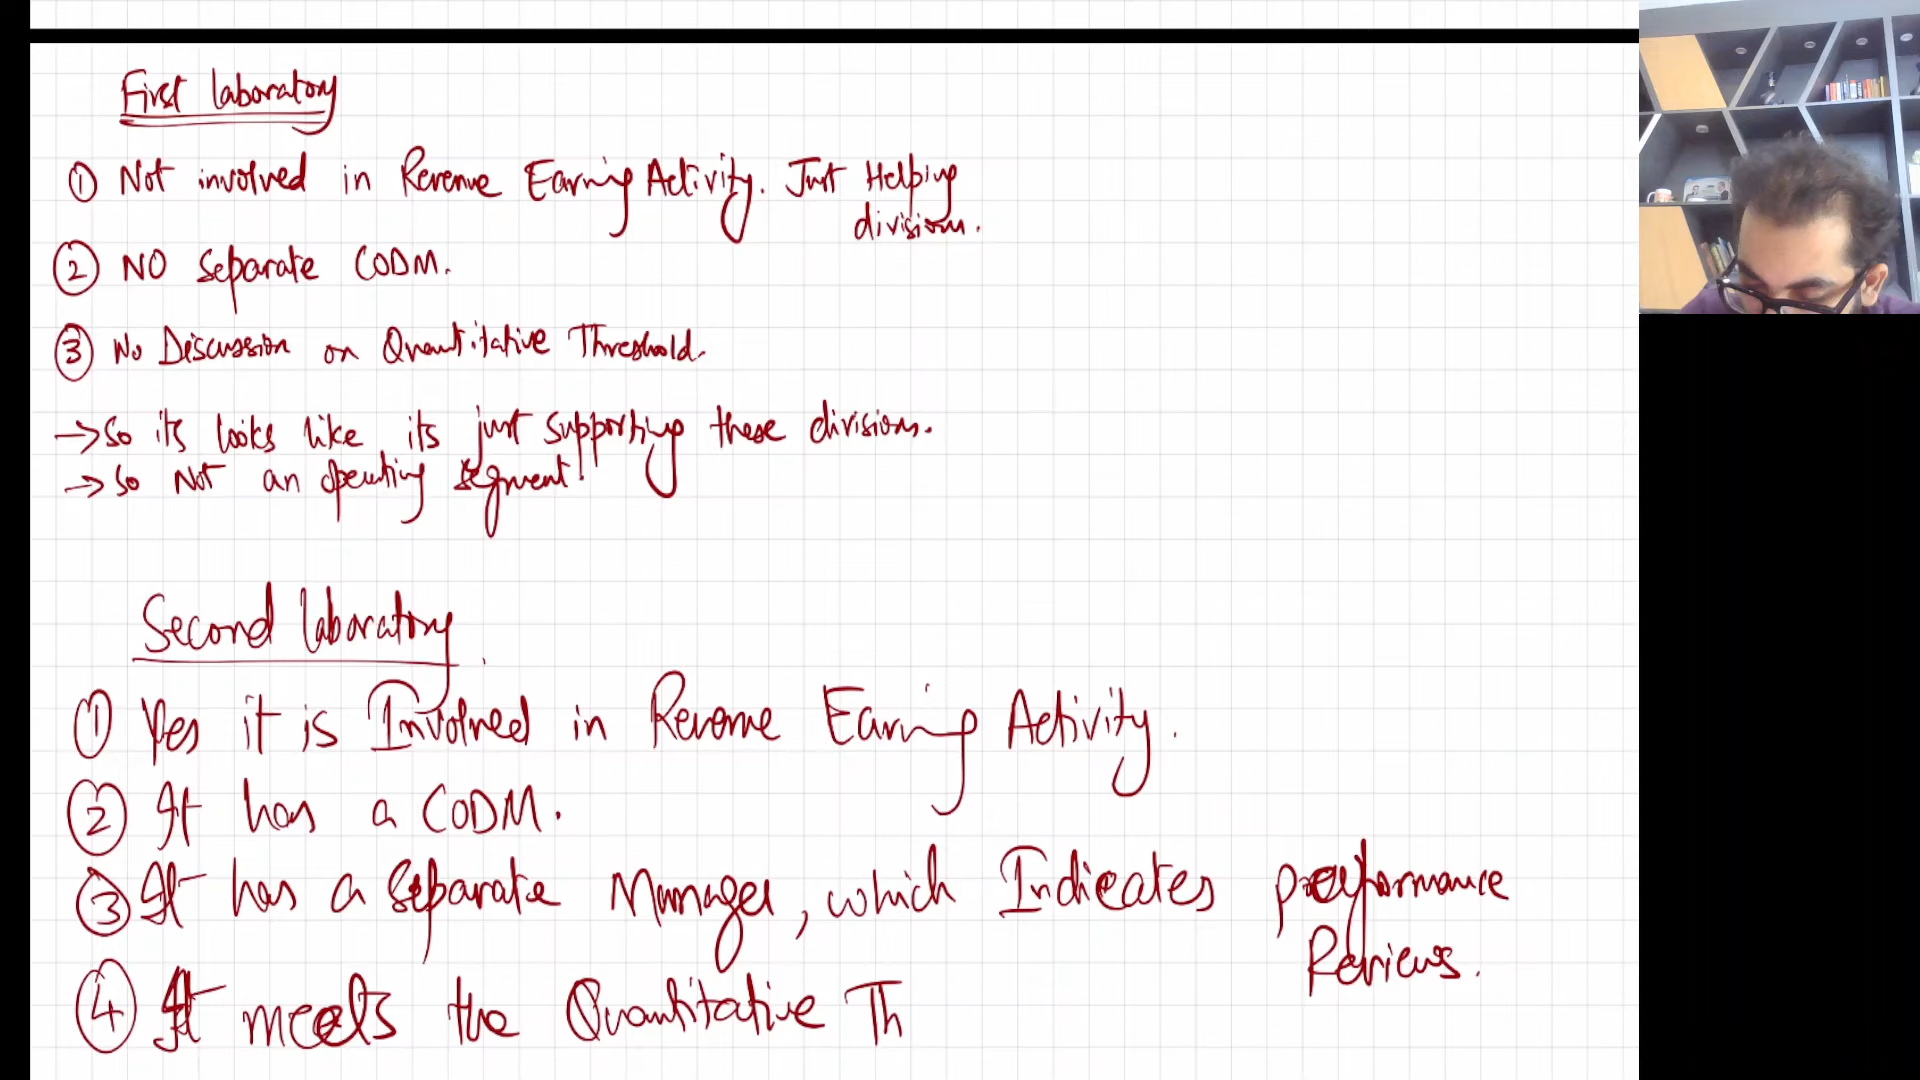 First laboratory
① Not involved in Revenue Earning Activity. Just Helping
divisions.
② NO Separate CODM.
③ No Discussion on Quantitative Threshold.
→ So its looks like its just supporting these divisions.
→ So Not an operating segment!
Second laboratory
① Yes it is Involved in Revenue Earning Activity.
② It has a CODM.
③ It has a Separate Manager, which Indicates performance
Reviews.
④ It meets the Quantitative Th